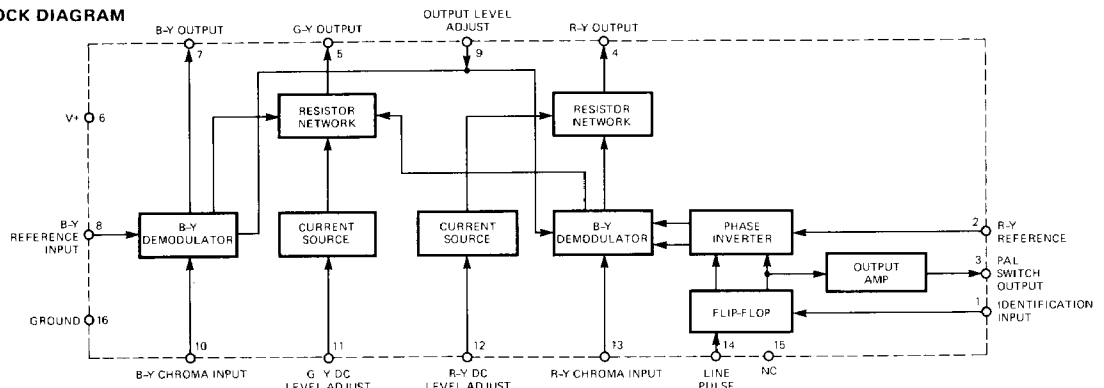 OCK DIAGRAM
B–Y OUTPUT
7
G–Y OUTPUT
5
OUTPUT LEVEL
ADJUST
9
R–Y OUTPUT
4
V+ 6
RESISTOR
NETWORK
RESISTOR
NETWORK
B–Y
REFERENCE
INPUT
8
B–Y
DEMODULATOR
CURRENT
SOURCE
CURRENT
SOURCE
B–Y
DEMODULATOR
PHASE
INVERTER
2 R–Y
REFERENCE
OUTPUT
AMP
3 PAL
SWITCH
OUTPUT
FLIP-FLOP
1 IDENTIFICATION
INPUT
GROUND 16
10
B–Y CHROMA INPUT
11
G Y DC
LEVEL ADJUST
12
R–Y DC
LEVEL ADJUST
13
R–Y CHROMA INPUT
14
LINE
PULSE
15
NC